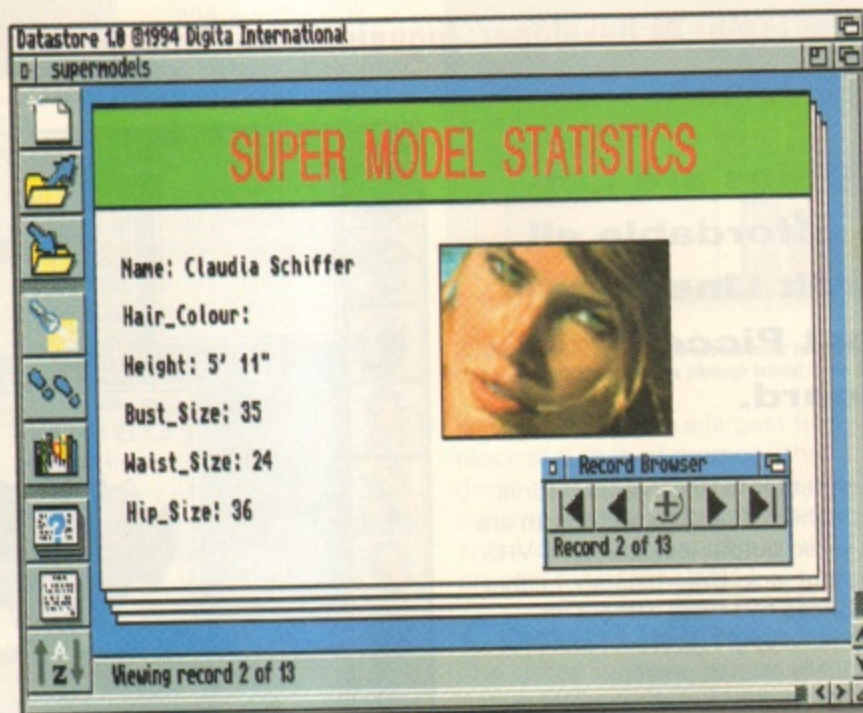 Datastore 1.0 ©1994 Digita International
supermodels
SUPER MODEL STATISTICS
Name: Claudia Schiffer
Hair_Colour:
Height: 5' 11"
Bust_Size: 35
Waist_Size: 24
Hip_Size: 36
Record Browser
Record 2 of 13
?
A
Z
Viewing record 2 of 13